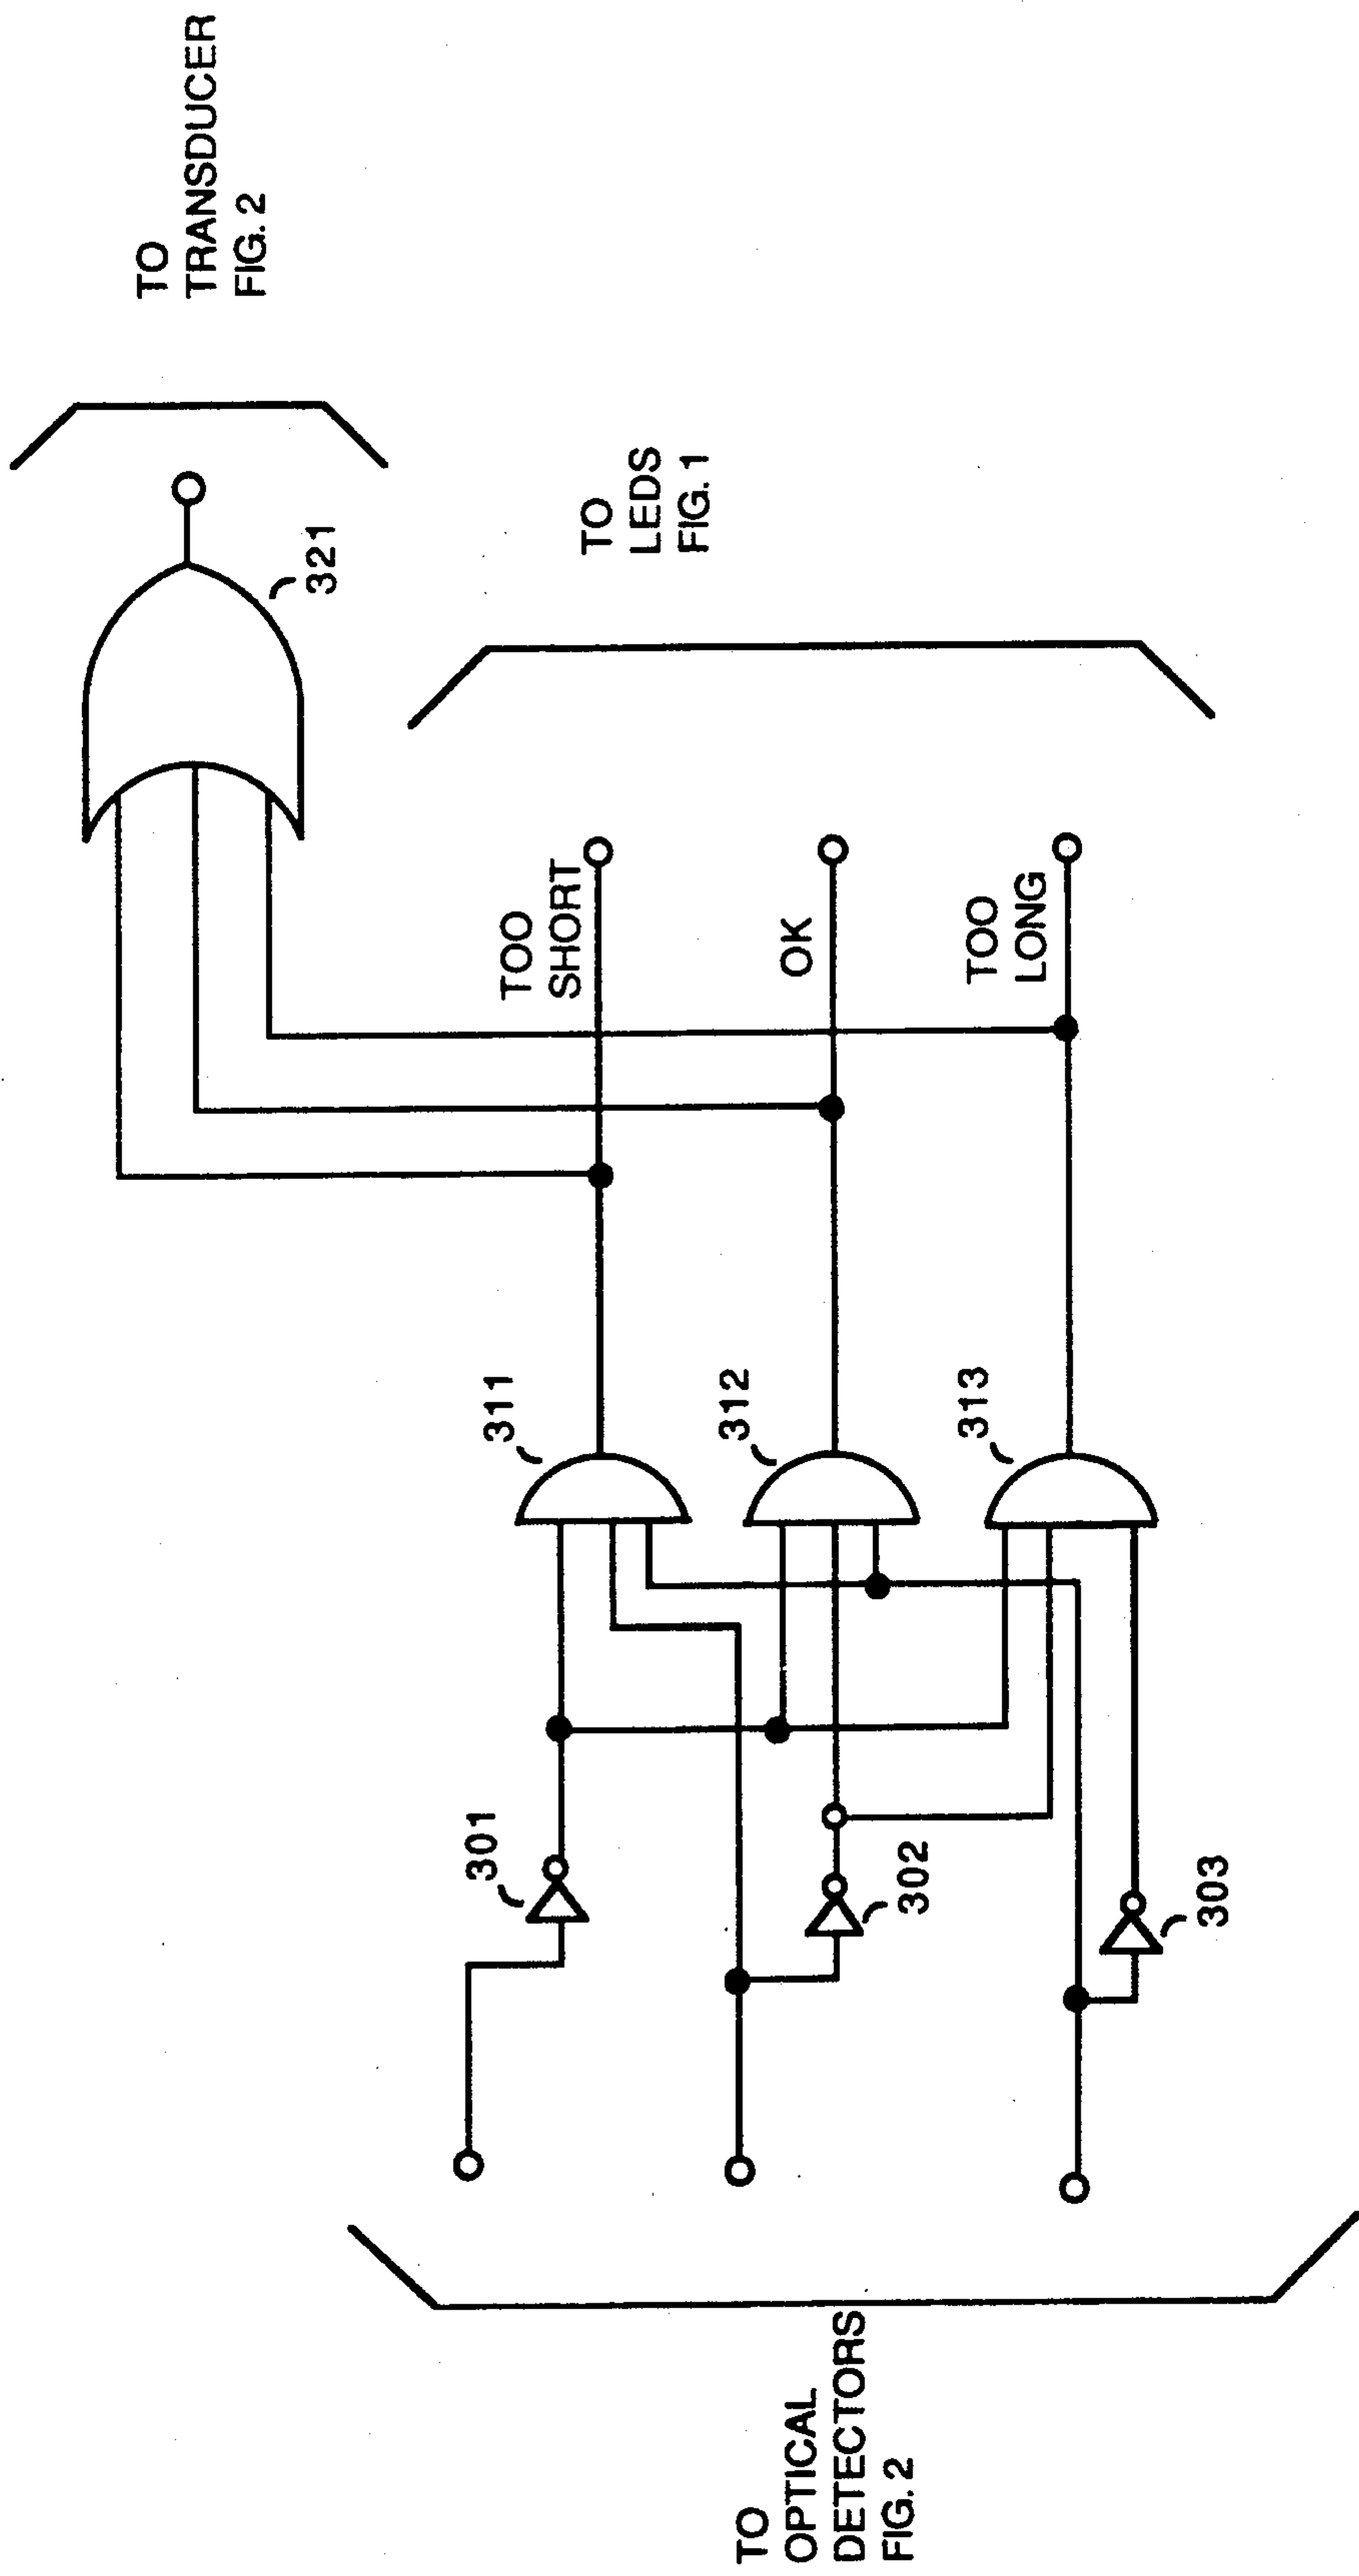 TO
OPTICAL
DETECTORS
FIG. 2
301
302
303
311
312
313
TOO
SHORT
OK
TOO
LONG
321
TO
LEDS
FIG. 1
TO
TRANSDUCER
FIG. 2